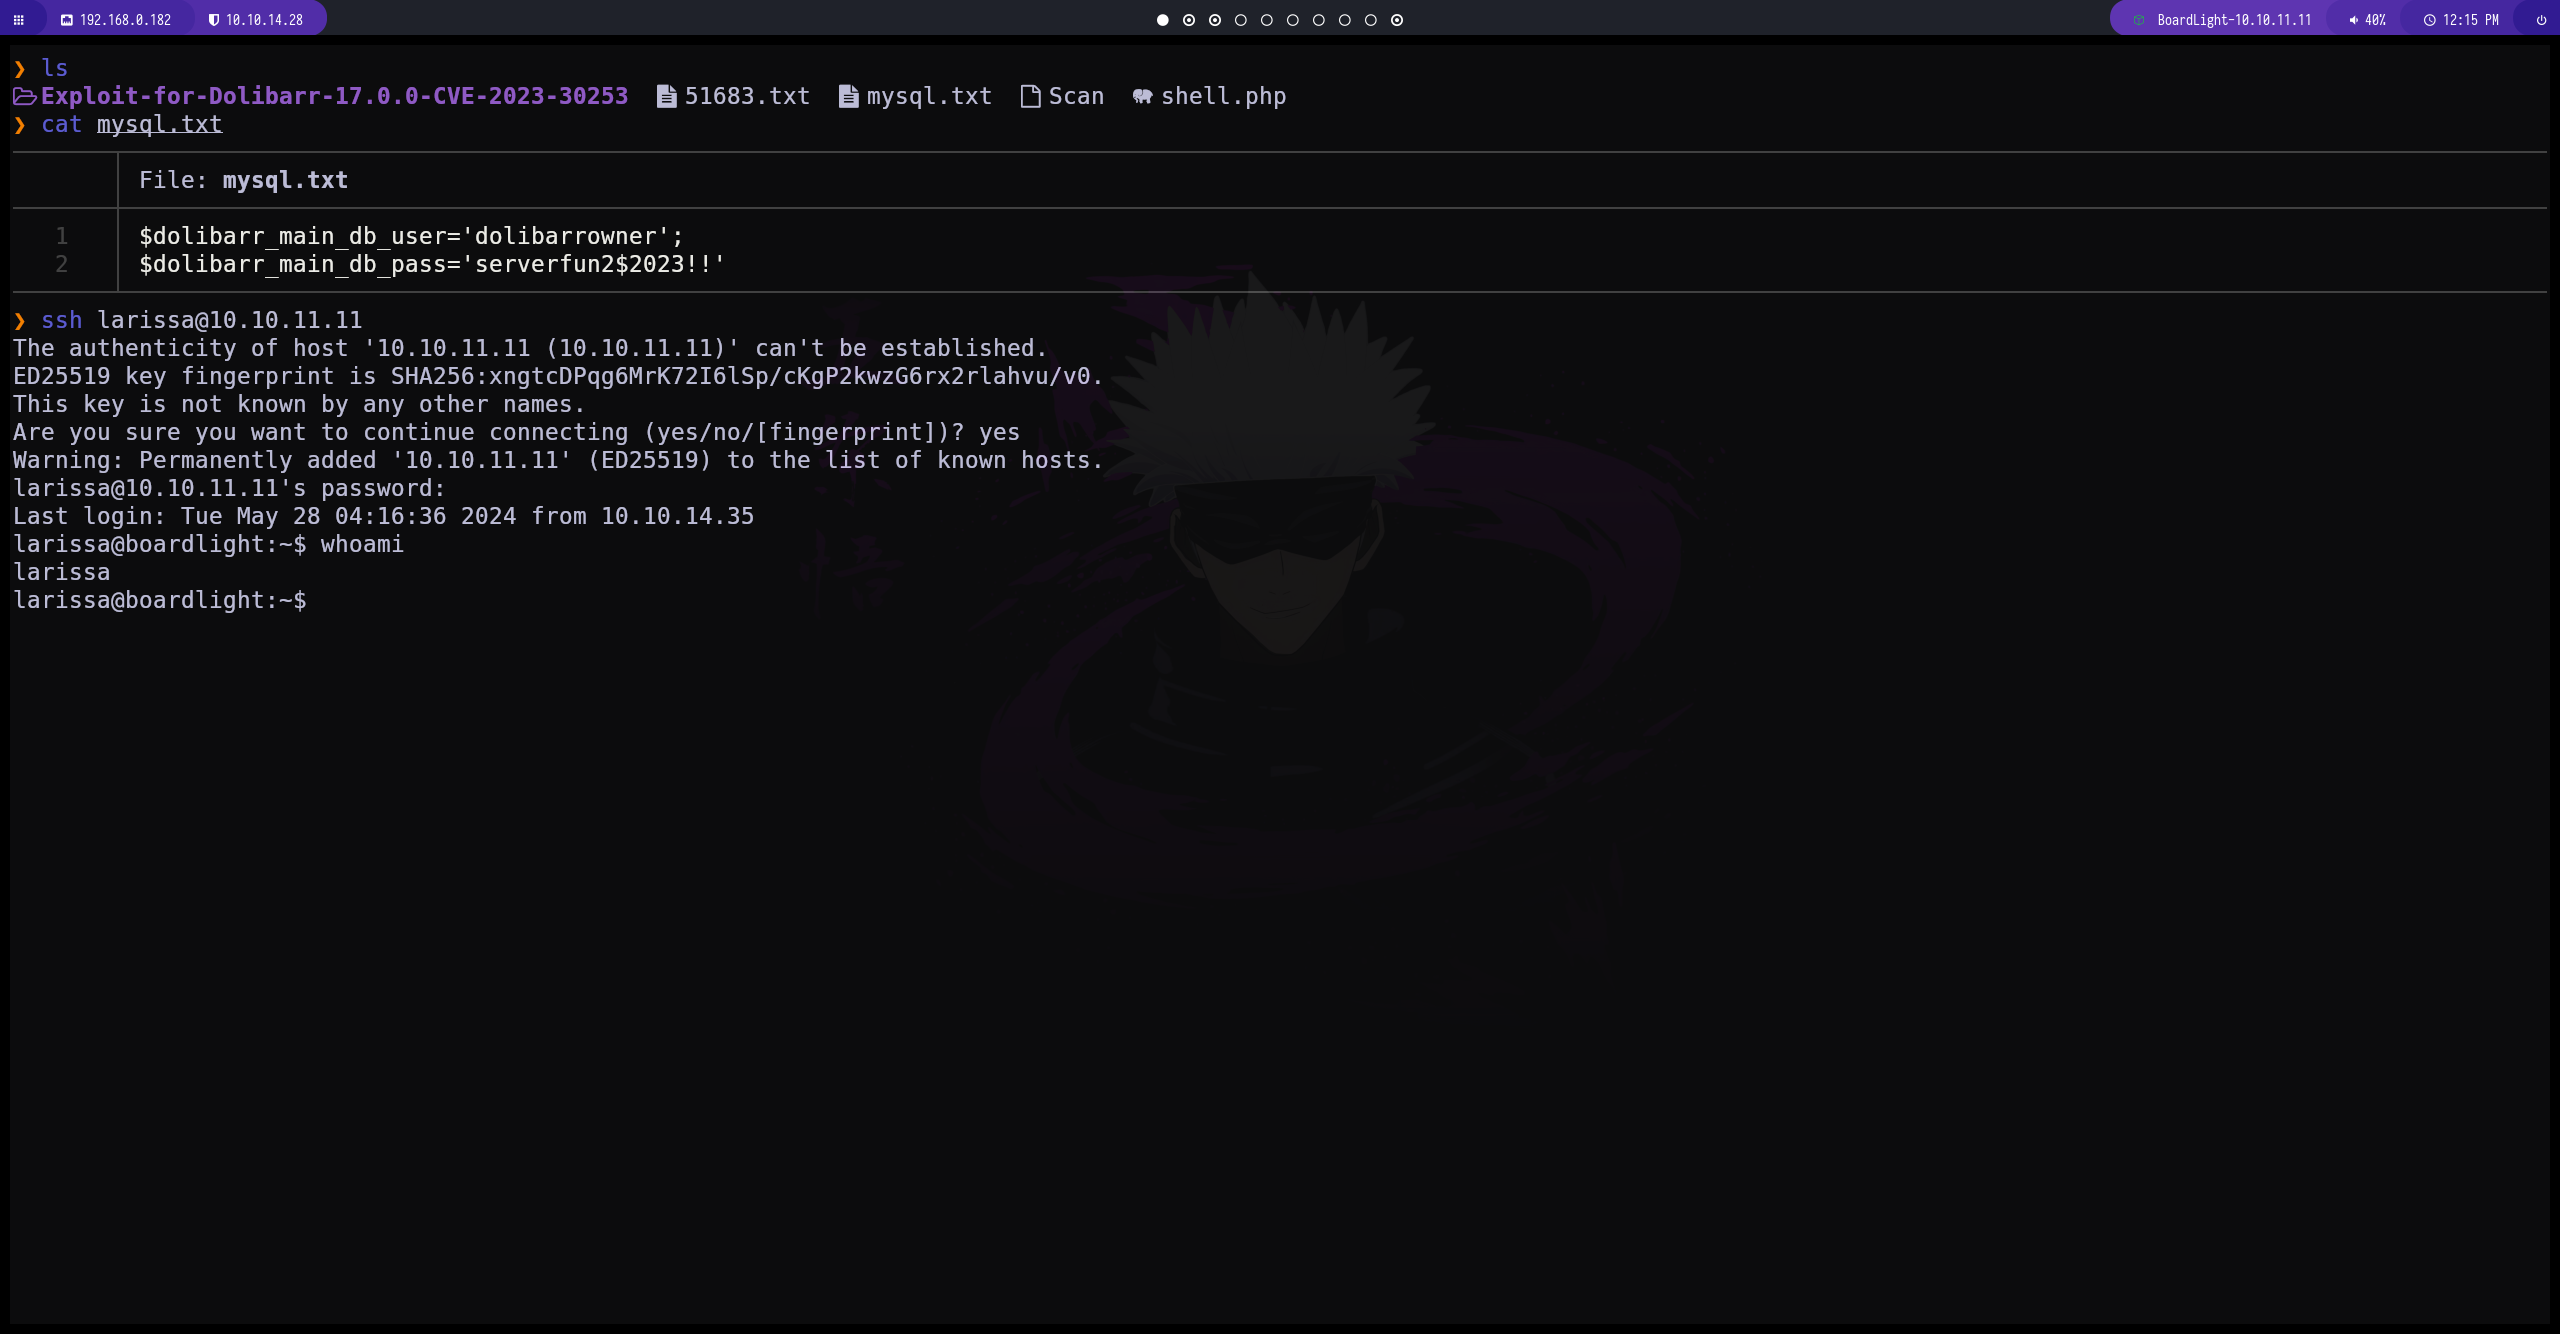 192.168.0.182 10.10.14.28 BoardLight-10.10.11.11 40% 12:15 PM
❯ ls
Exploit-for-Dolibarr-17.0.0-CVE-2023-30253 51683.txt mysql.txt Scan shell.php
❯ cat mysql.txt
File: mysql.txt
1 $dolibarr_main_db_user='dolibarrowner';
2 $dolibarr_main_db_pass='serverfun2$2023!!'
❯ ssh larissa@10.10.11.11
The authenticity of host '10.10.11.11 (10.10.11.11)' can't be established.
ED25519 key fingerprint is SHA256:xngtcDPqg6MrK72I6lSp/cKgP2kwzG6rx2rlahvu/v0.
This key is not known by any other names.
Are you sure you want to continue connecting (yes/no/[fingerprint])? yes
Warning: Permanently added '10.10.11.11' (ED25519) to the list of known hosts.
larissa@10.10.11.11's password:
Last login: Tue May 28 04:16:36 2024 from 10.10.14.35
larissa@boardlight:~$ whoami
larissa
larissa@boardlight:~$